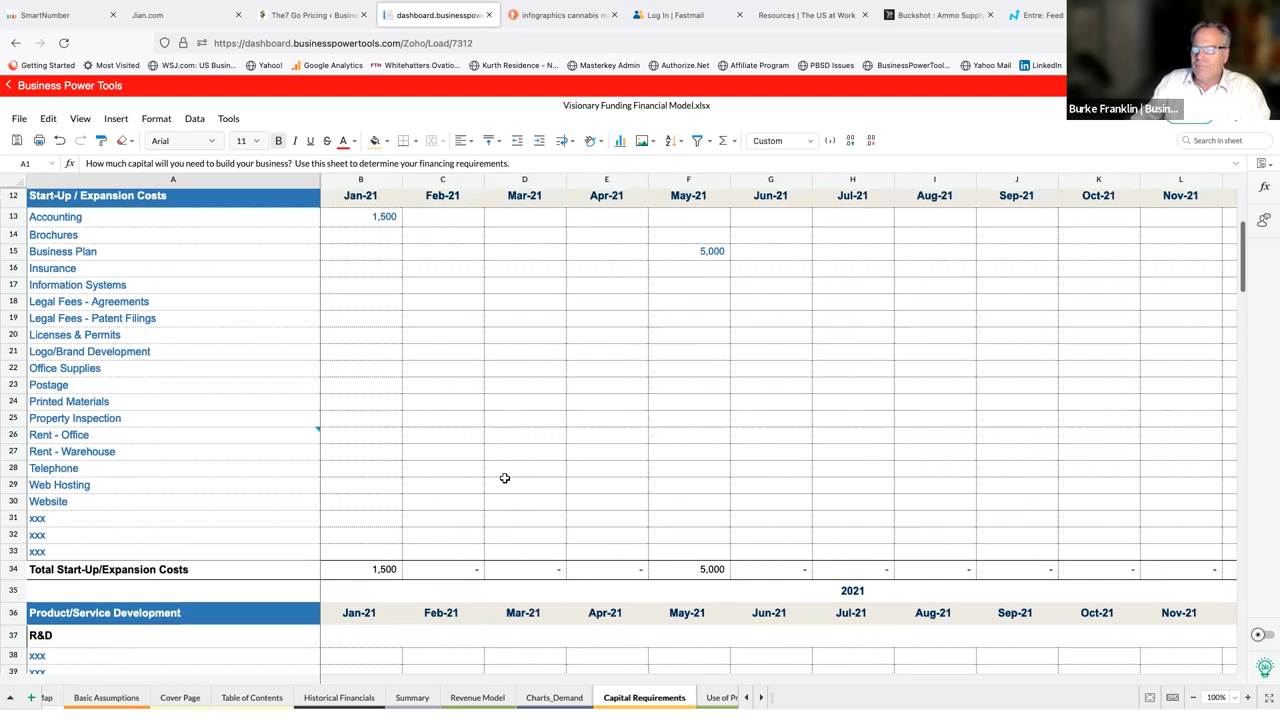 SmartNumber
Jian.com
The7 Go Pricing ‹ Busine
dashboard.businesspow
infographics cannabis m
Log In | Fastmail
Resources | The US at Work
Buckshot : Ammo Supply
Entre: Feed
https://dashboard.businesspowertools.com/Zoho/Load/7312
Getting Started
Most Visited
WSJ.com: US Busin...
Yahoo!
Google Analytics
FTH Whitehatters Ovatio...
Kurth Residence - N...
Masterkey Admin
Authorize.Net
Affiliate Program
PBSD Issues
BusinessPowerTool...
Yahoo Mail
LinkedIn
Burke Franklin | Busin...
Business Power Tools
Visionary Funding Financial Model.xlsx
File Edit View Insert Format Data Tools
Arial 11 B I U S A Custom Search in sheet
A1 fx How much capital will you need to build your business? Use this sheet to determine your financing requirements.
A B C D E F G H I J K L
12 Start-Up / Expansion Costs Jan-21 Feb-21 Mar-21 Apr-21 May-21 Jun-21 Jul-21 Aug-21 Sep-21 Oct-21 Nov-21
13 Accounting 1,500
14 Brochures
15 Business Plan 5,000
16 Insurance
17 Information Systems
18 Legal Fees - Agreements
19 Legal Fees - Patent Filings
20 Licenses & Permits
21 Logo/Brand Development
22 Office Supplies
23 Postage
24 Printed Materials
25 Property Inspection
26 Rent - Office
27 Rent - Warehouse
28 Telephone
29 Web Hosting
30 Website
31 xxx
32 xxx
33 xxx
34 Total Start-Up/Expansion Costs 1,500 - - - 5,000 - - - - - -
35 2021
36 Product/Service Development Jan-21 Feb-21 Mar-21 Apr-21 May-21 Jun-21 Jul-21 Aug-21 Sep-21 Oct-21 Nov-21
37 R&D
38 xxx
39 xxx
Map Basic Assumptions Cover Page Table of Contents Historical Financials Summary Revenue Model Charts_Demand Capital Requirements Use of Pr
100%